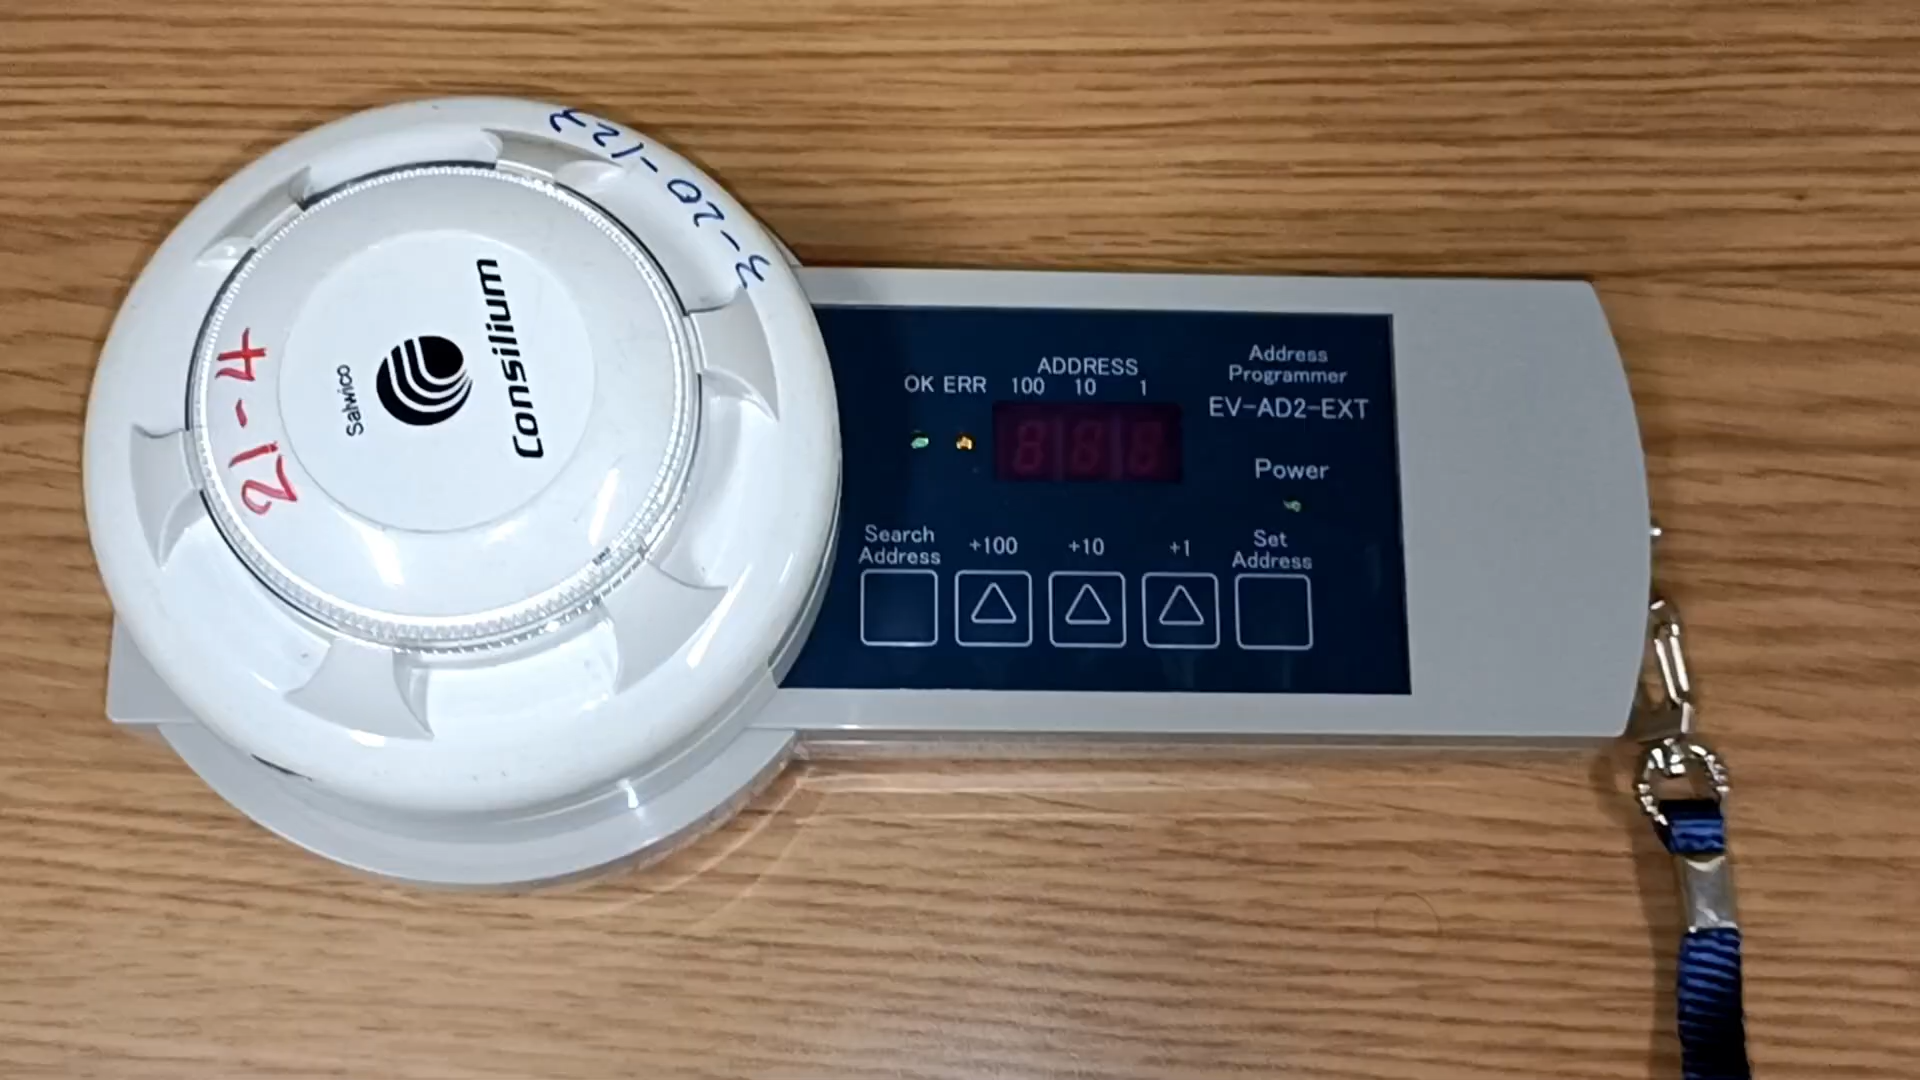 3-20-123
21-4
Salwico
Consilium
ADDRESS
OK ERR 100 10 1
Address
Programmer
EV-AD2-EXT
Power
Search
Address
+100
+10
+1
Set
Address